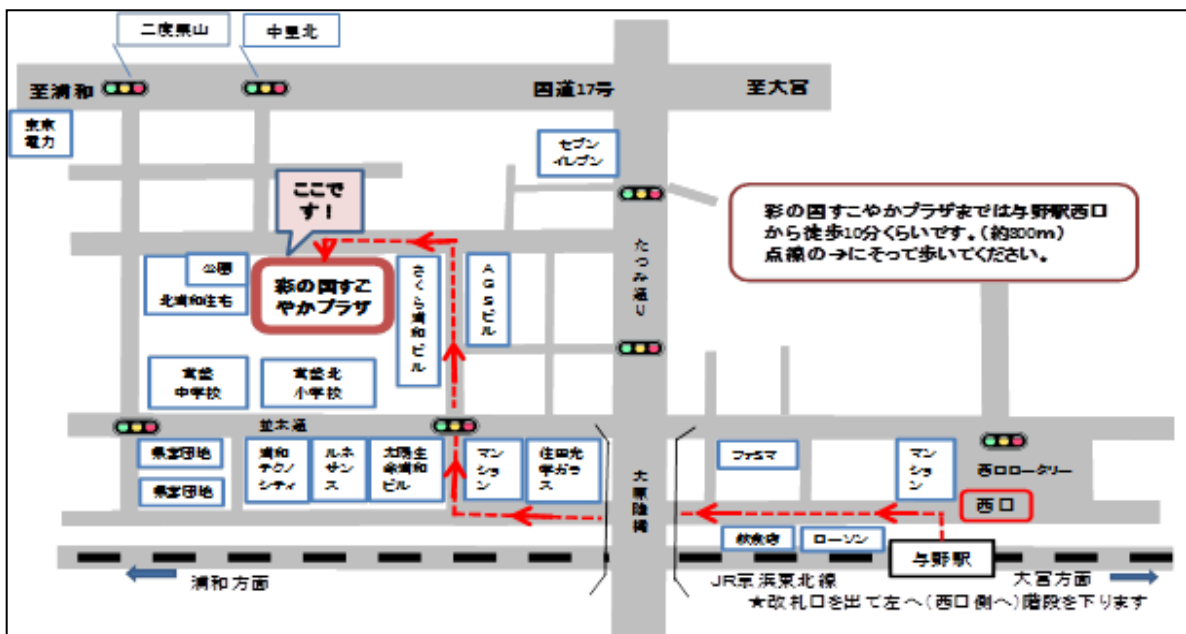 二度栗山
中里北
至浦和
国道17号
至大宮
東京
電力
セブン
イレブン
ここで
す！
彩の国すこやかプラザまでは与野駅西口
から徒歩10分くらいです。(約800m)
点線の→にそって歩いてください。
たつみ通り
公園
北浦和住宅
彩の国すこ
やかプラザ
さくら浦和ビル
AGSビル
常盤
中学校
常盤北
小学校
並木通
県営団地
県営団地
浦和
テクノ
シティ
ルネ
サン
ス
太陽生
命浦和
ビル
マン
ション
住田光
学ガラ
ス
大原陸橋
ファミマ
マン
ション
西口ロータリー
西口
飲食店
ローソン
与野駅
浦和方面
JR京浜東北線
大宮方面
★改札口を出て左へ(西口側へ)階段を下ります